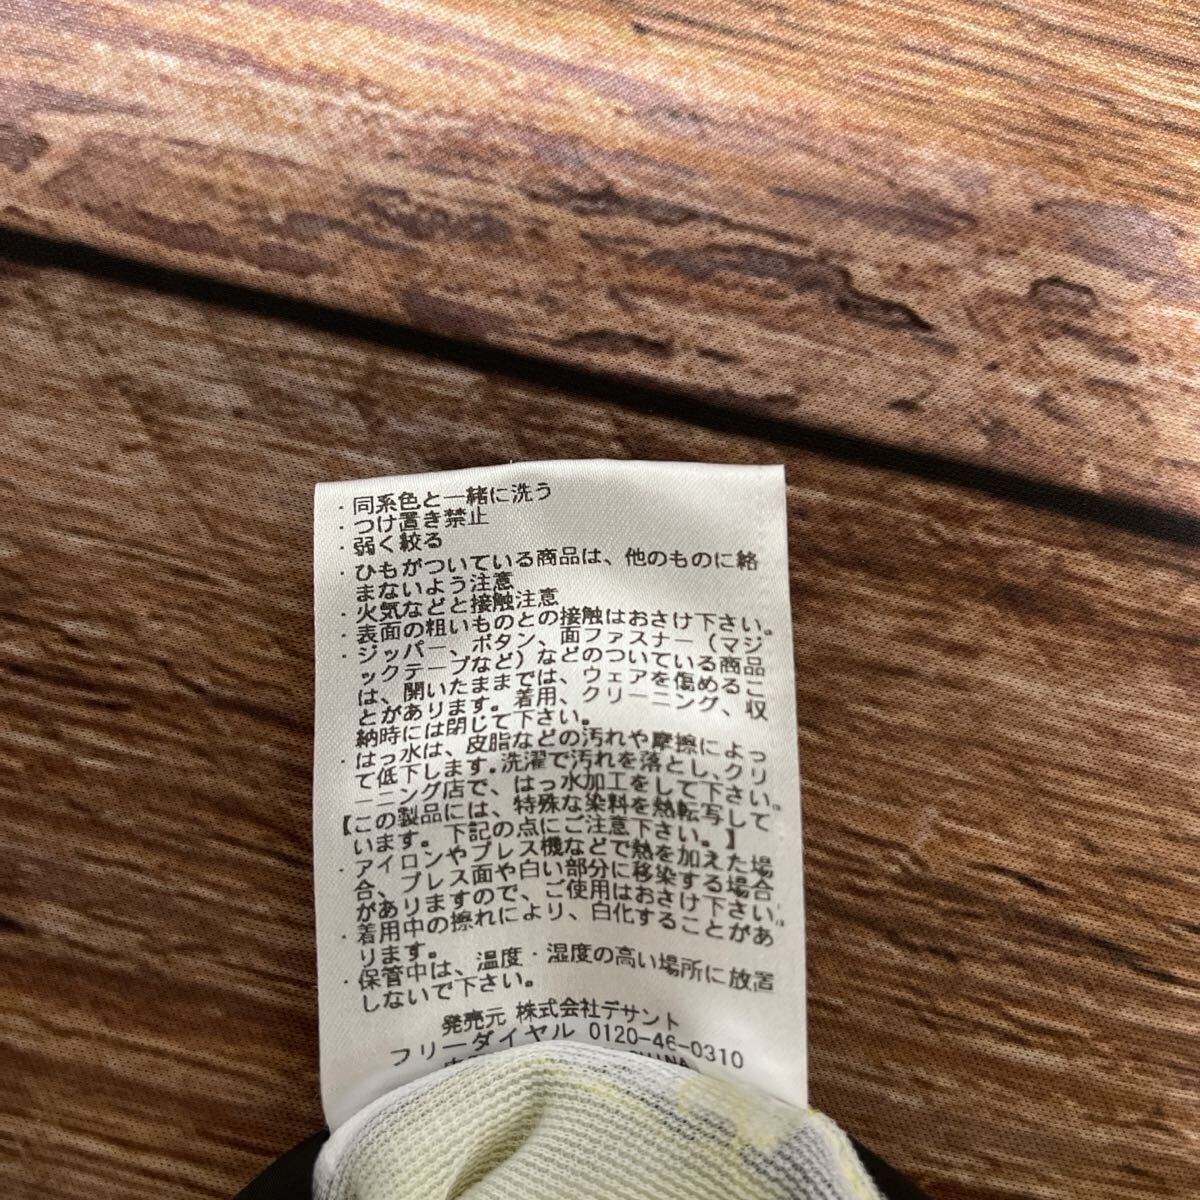 ・同系色と一緒に洗う
・つけ置き禁止
・弱く絞る
・ひもがついている商品は、他のものに絡
まないよう注意
・火気などと接触注意
・表面の粗いものとの接触はおさけ下さい。
・ジッパー、ボタン、面ファスナー（マジ
ックテープなど）などのついている商品
は、開いたままでは、ウェアを傷めるこ
とがあります。着用、クリーニング、収
納時には閉じて下さい。
・はっ水は、皮脂などの汚れや摩擦によっ
て低下します。洗濯で汚れを落とし、クリ
ーニング店で、はっ水加工をして下さい。
【この製品には、特殊な染料を熱転写して
います。下記の点にご注意下さい。】
・アイロンやプレス機などで熱を加えた場
合、プレス面や白い部分に移染する場合
がありますので、ご使用はおさけ下さい。
・着用中の擦れにより、白化することがあ
ります。
・保管中は、温度・湿度の高い場所に放置
しないで下さい。
発売元 株式会社デサント
フリーダイヤル 0120-46-0310